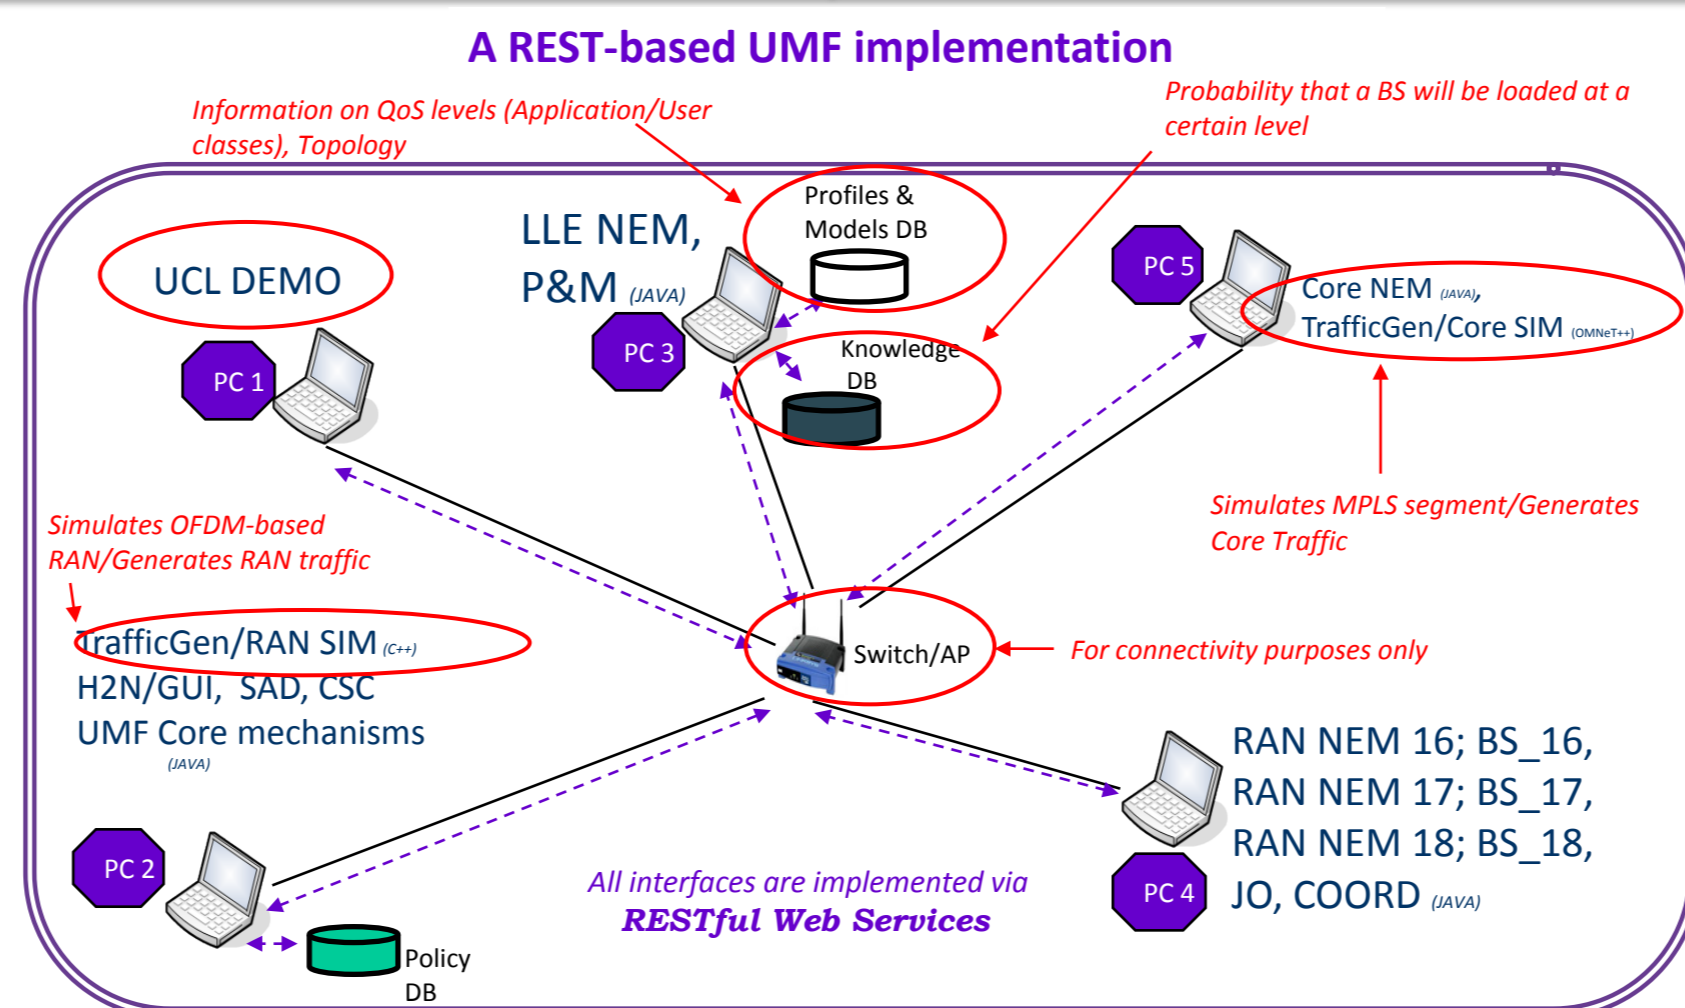 A REST-based UMF implementation
Information on QoS levels (Application/User
classes), Topology
Probability that a BS will be loaded at a
certain level
UCL DEMO
PC 1
LLE NEM,
P&M (JAVA)
PC 3
Profiles &
Models DB
Knowledge
DB
PC 5
Core NEM (JAVA),
TrafficGen/Core SIM (OMNeT++)
Simulates MPLS segment/Generates
Core Traffic
Simulates OFDM-based
RAN/Generates RAN traffic
TrafficGen/RAN SIM (C++)
H2N/GUI, SAD, CSC
UMF Core mechanisms
(JAVA)
Switch/AP
For connectivity purposes only
PC 2
Policy
DB
All interfaces are implemented via
RESTful Web Services
RAN NEM 16; BS_16,
RAN NEM 17; BS_17,
RAN NEM 18; BS_18,
JO, COORD (JAVA)
PC 4